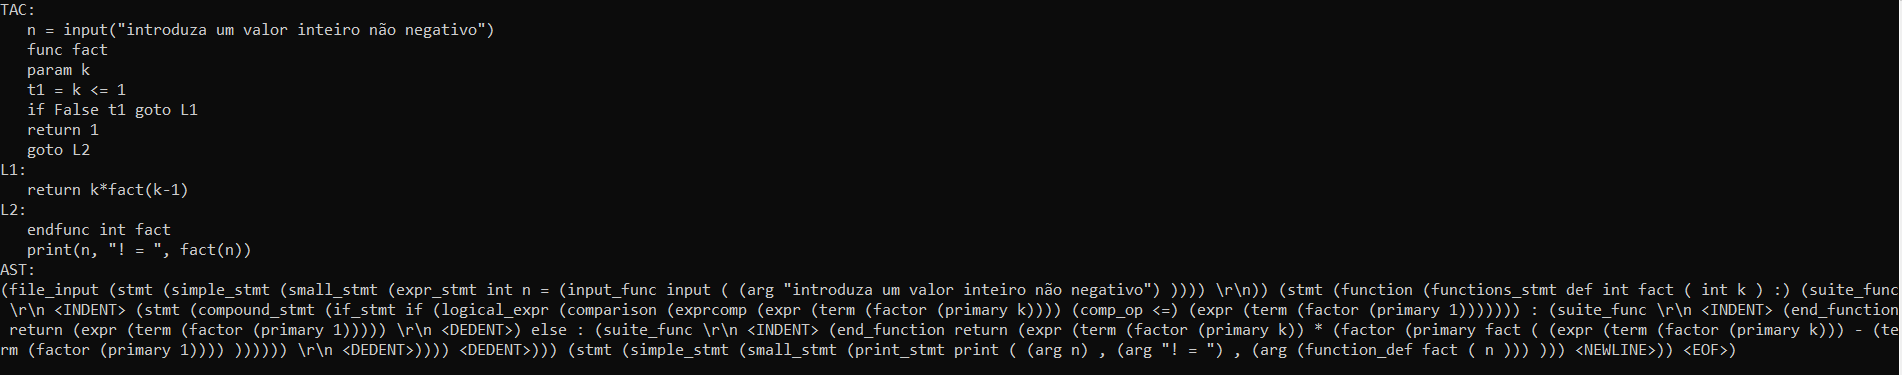 TAC:
n = input("introduza um valor inteiro não negativo")
func fact
param k
t1 = k <= 1
if False t1 goto L1
return 1
goto L2
L1:
return k*fact(k-1)
L2:
endfunc int fact
print(n, "! = ", fact(n))
AST:
(file_input (stmt (simple_stmt (small_stmt (expr_stmt int n = (input_func input ( (arg "introduza um valor inteiro não negativo") )))) \r\n)) (stmt (function (functions_stmt def int fact ( int k ) :) (suite_func
\r\n <INDENT> (stmt (compound_stmt (if_stmt if (logical_expr (comparison (exprcomp (expr (term (factor (primary k)))) (comp_op <=) (expr (term (factor (primary 1))))))) : (suite_func \r\n <INDENT> (end_function
return (expr (term (factor (primary 1))))) \r\n <DEDENT>) else : (suite_func \r\n <INDENT> (end_function return (expr (term (factor (primary k)) * (factor (primary fact ( (expr (term (factor (primary k))) - (te
rm (factor (primary 1)))) )))))) \r\n <DEDENT>)))) <DEDENT>))) (stmt (simple_stmt (small_stmt (print_stmt print ( (arg n) , (arg "! = ") , (arg (function_def fact ( n ))) ))) <NEWLINE>)) <EOF>)